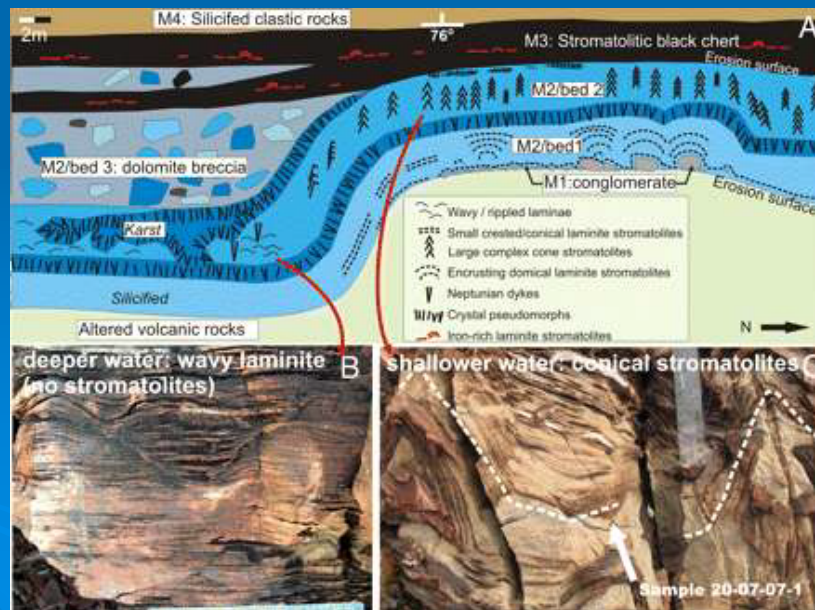 M4: Silicifed clastic rocks
A
2m
76°
M3: Stromatolitic black chert
Erosion surface
M2/bed 2
M2/bed 3: dolomite breccia
M2/bed1
M1:conglomerate
Erosion surface
Karst
Wavy / rippled laminae
Small crested/conical laminite stromatolites
Large complex cone stromatolites
Encrusting domical laminite stromatolites
Neptunian dykes
Crystal pseudomorphs
Iron-rich laminite stromatolites
Silicified
Altered volcanic rocks
N
deeper water: wavy laminite
(no stromatolites)
B
shallower water: conical stromatolites
C
Sample 20-07-07-1